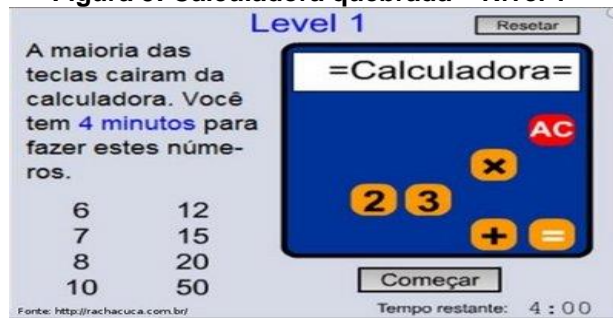 Level 1
Resetar
A maioria das
teclas cairam da
calculadora. Você
tem 4 minutos para
fazer estes núme-
ros.
6 12
7 15
8 20
10 50
=Calculadora=
AC
×
2 3
+ =
Começar
Tempo restante: 4:00
Fonte: http://rachacuca.com.br/